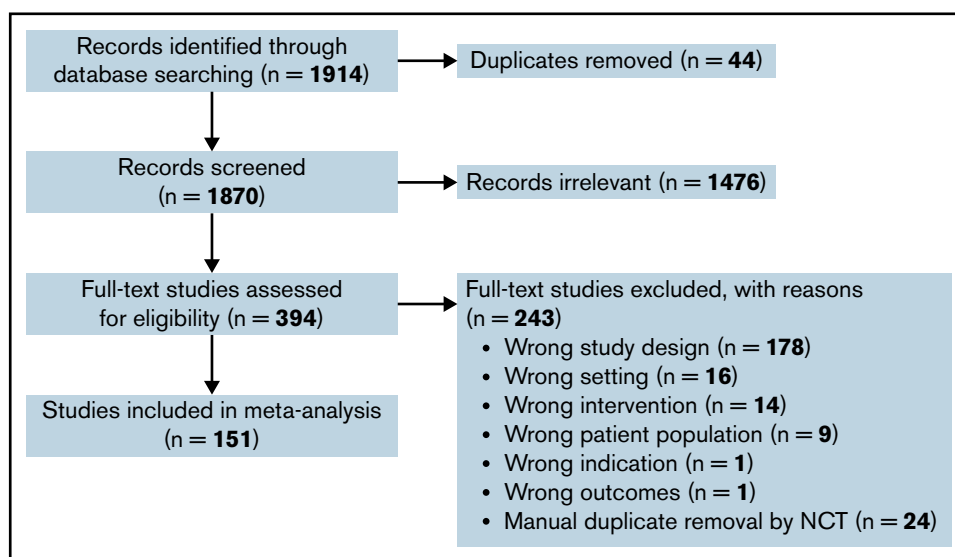 Records identified through
database searching (n = 1914)
Duplicates removed (n = 44)
Records screened
(n = 1870)
Records irrelevant (n = 1476)
Full-text studies assessed
for eligibility (n = 394)
Full-text studies excluded, with reasons
(n = 243)
• Wrong study design (n = 178)
• Wrong setting (n = 16)
• Wrong intervention (n = 14)
• Wrong patient population (n = 9)
• Wrong indication (n = 1)
• Wrong outcomes (n = 1)
• Manual duplicate removal by NCT (n = 24)
Studies included in meta-analysis
(n = 151)